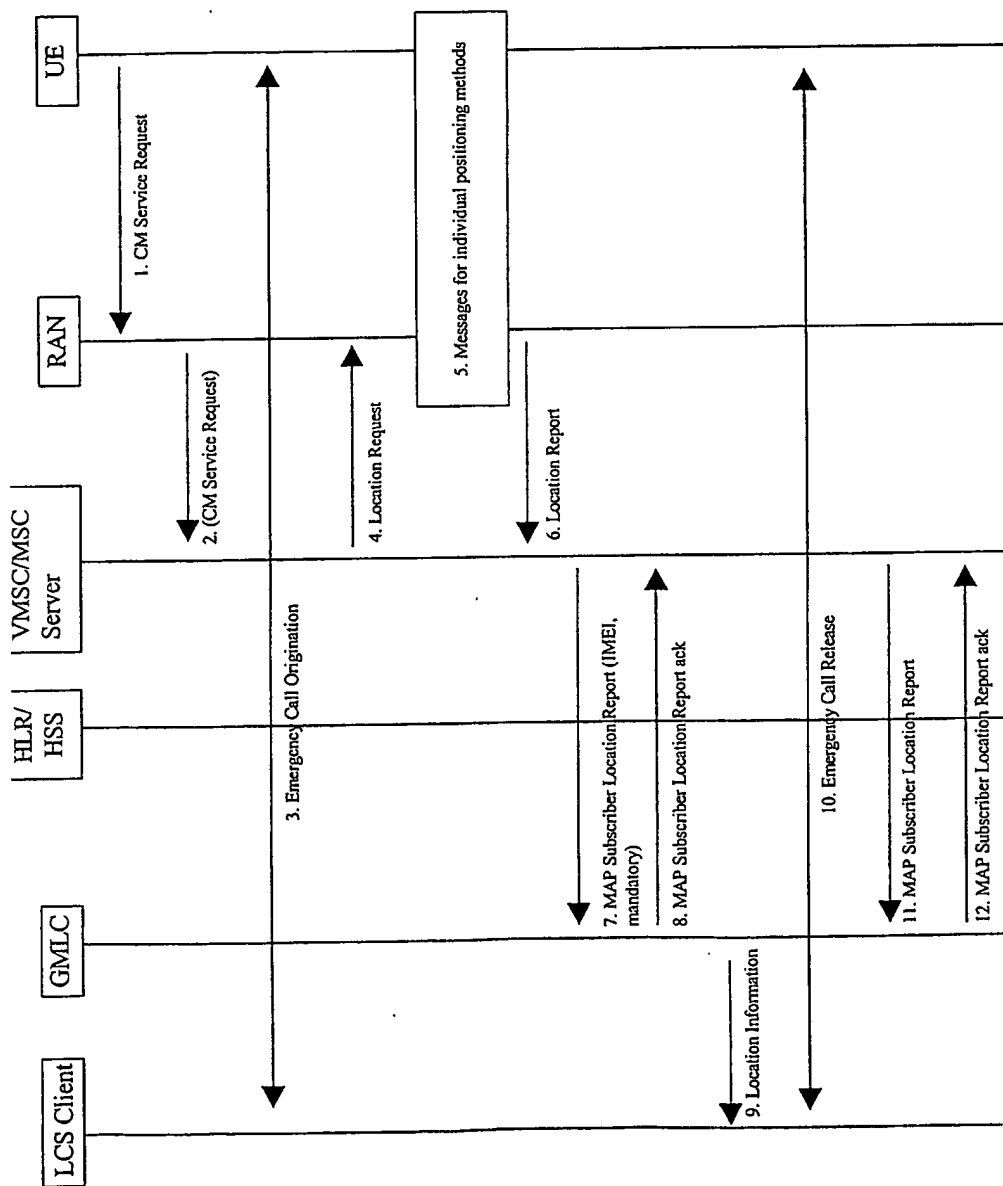 LCS Client
GMLC
HLR/
HSS
VMSC/MSC
Server
RAN
UE
1. CM Service Request
2. (CM Service Request)
3. Emergency Call Origination
4. Location Request
5. Messages for individual positioning methods
6. Location Report
7. MAP Subscriber Location Report (IMEI,
mandatory)
8. MAP Subscriber Location Report ack
9. Location Information
10. Emergency Call Release
11. MAP Subscriber Location Report
12. MAP Subscriber Location Report ack